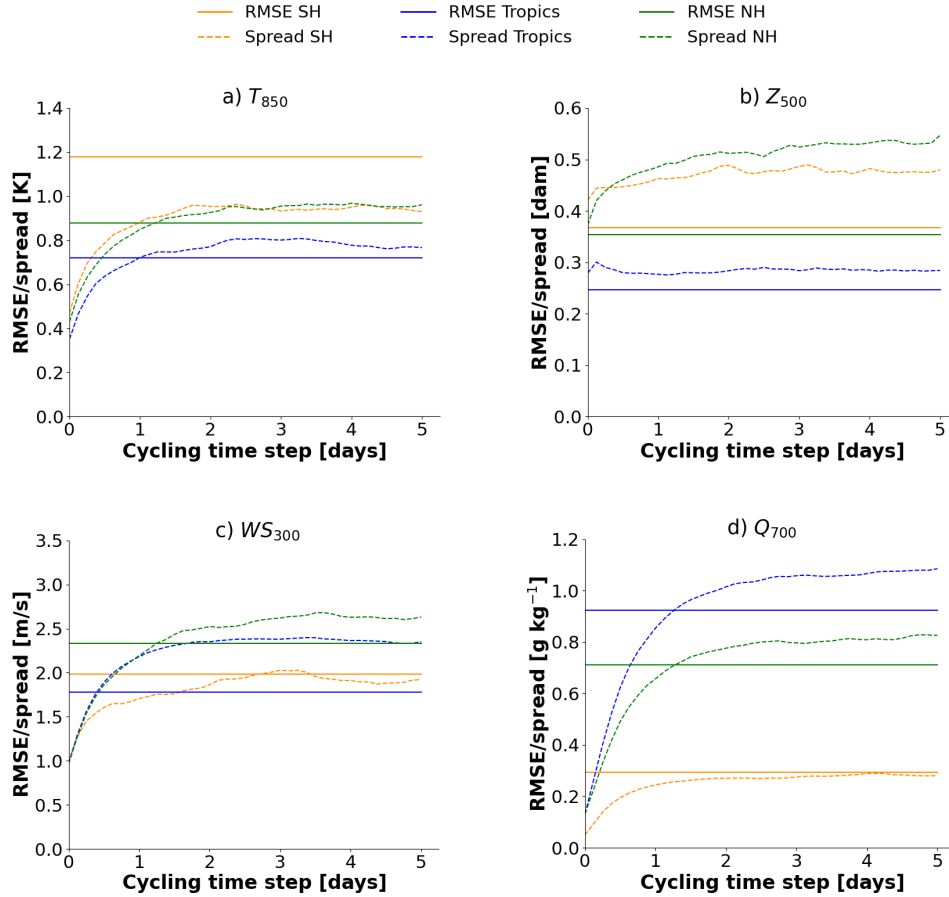 RMSE SH
RMSE Tropics
RMSE NH
Spread SH
Spread Tropics
Spread NH
a) T850
RMSE/spread [K]
1.4
1.2
1.0
0.8
0.6
0.4
0.2
0.0
0 1 2 3 4 5
Cycling time step [days]
b) Z500
RMSE/spread [dam]
0.6
0.5
0.4
0.3
0.2
0.1
0.0
0 1 2 3 4 5
Cycling time step [days]
c) WS300
RMSE/spread [m/s]
3.5
3.0
2.5
2.0
1.5
1.0
0.5
0.0
0 1 2 3 4 5
Cycling time step [days]
d) Q700
RMSE/spread [g kg⁻¹]
1.2
1.0
0.8
0.6
0.4
0.2
0.0
0 1 2 3 4 5
Cycling time step [days]